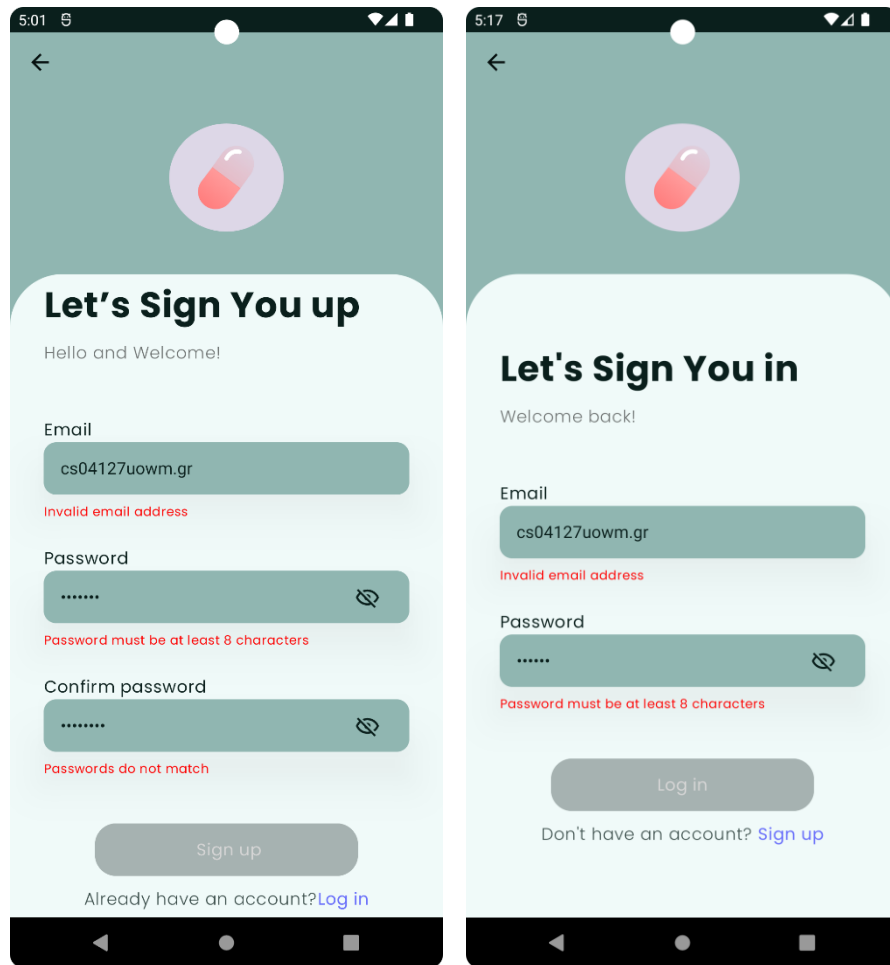 5:01
Let’s Sign You up
Hello and Welcome!
Email
cs04127uowm.gr
Invalid email address
Password
•••••••
Password must be at least 8 characters
Confirm password
••••••••
Passwords do not match
Sign up
Already have an account?Log in
5:17
Let's Sign You in
Welcome back!
Email
cs04127uowm.gr
Invalid email address
Password
••••••
Password must be at least 8 characters
Log in
Don't have an account? Sign up